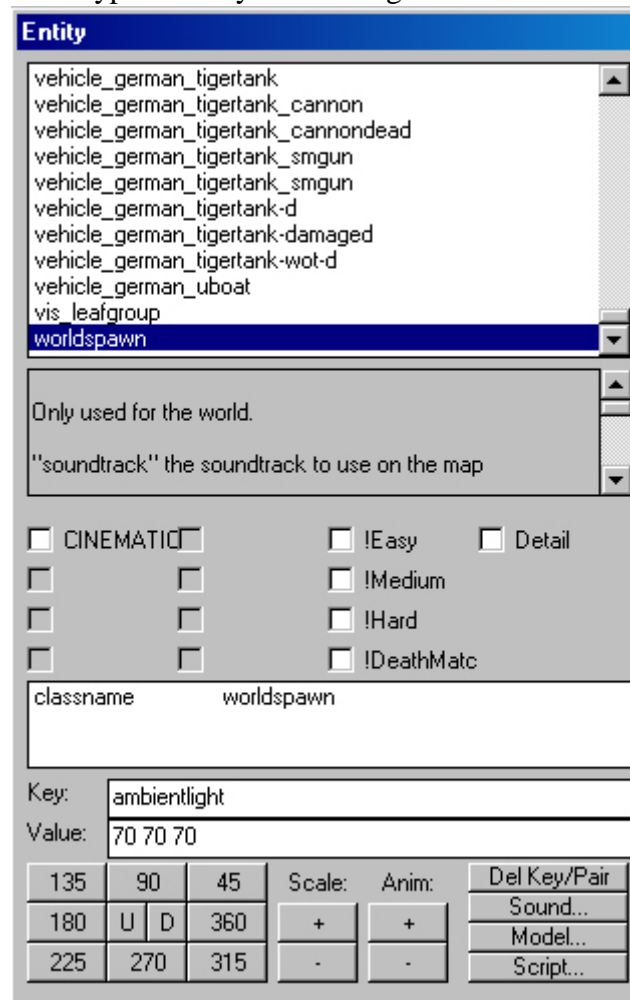 Entity
vehicle_german_tigertank
vehicle_german_tigertank_cannon
vehicle_german_tigertank_cannondead
vehicle_german_tigertank_smgun
vehicle_german_tigertank_smgun
vehicle_german_tigertank-d
vehicle_german_tigertank-damaged
vehicle_german_tigertank-wot-d
vehicle_german_uboat
vis_leafgroup
worldspawn
Only used for the world.
"soundtrack" the soundtrack to use on the map
CINEMATIC !Easy Detail
!Medium
!Hard
!DeathMatc
classname worldspawn
Key: ambientlight
Value: 70 70 70
135 90 45 Scale: Anim: Del Key/Pair
180 U D 360 + + Sound...
Model...
225 270 315 - - Script...